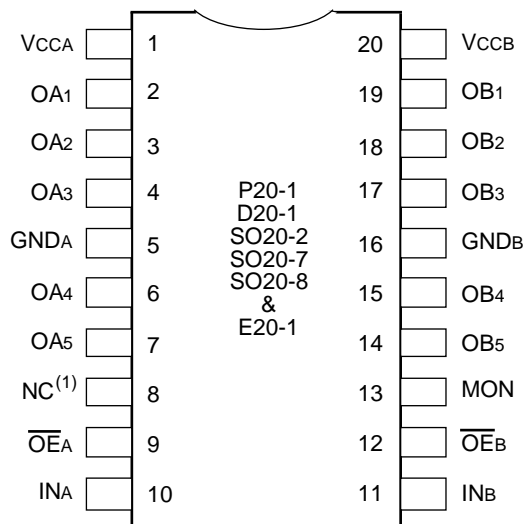 VCCA 1 20 VCCB
OA1 2 19 OB1
OA2 3 18 OB2
OA3 4 17 OB3
GNDA 5 16 GNDB
OA4 6 15 OB4
OA5 7 14 OB5
NC(1) 8 13 MON
O̅E̅A 9 12 O̅E̅B
INA 10 11 INB
P20-1
D20-1
SO20-2
SO20-7
SO20-8
&
E20-1